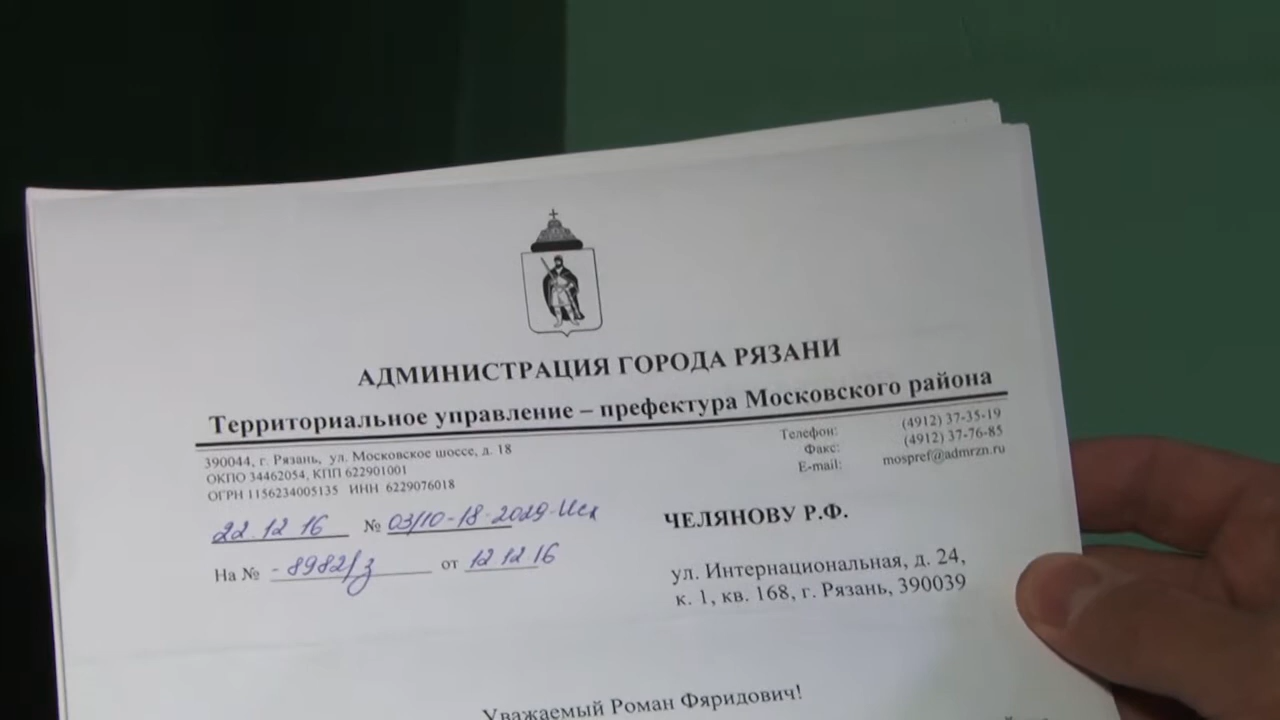 АДМИНИСТРАЦИЯ ГОРОДА РЯЗАНИ
Территориальное управление – префектура Московского района
390044, г. Рязань, ул. Московское шоссе, д. 18
ОКПО 34462054, КПП 622901001
ОГРН 1156234005135 ИНН 6229076018
Телефон: (4912) 37-35-19
Факс: (4912) 37-76-85
E-mail: mospref@admrzn.ru
22.12 16 № 03/10-18-2029-Исх
На № -8982/з от 12.12.16
ЧЕЛЯНОВУ Р.Ф.
ул. Интернациональная, д. 24,
к. 1, кв. 168, г. Рязань, 390039
Уважаемый Роман Фяридович!